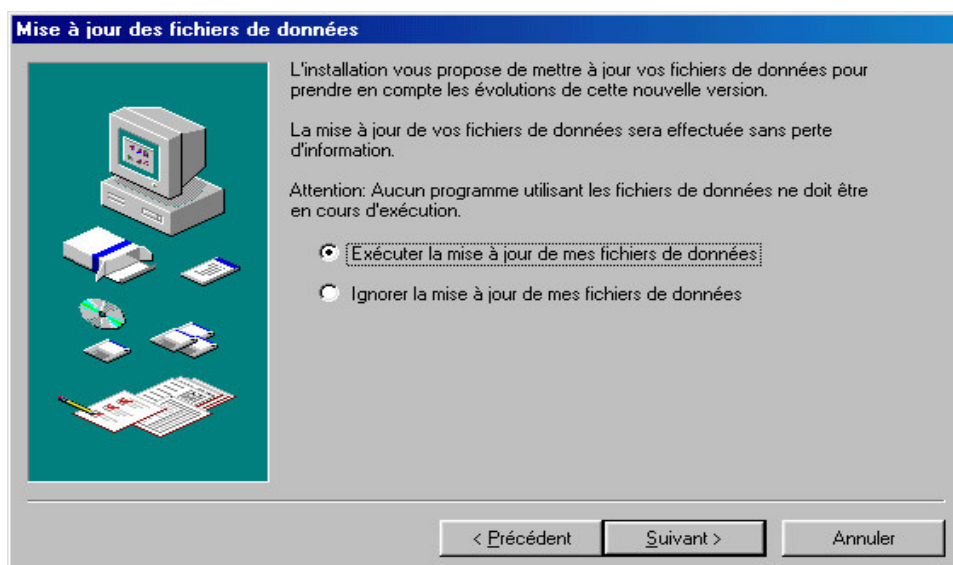 Mise à jour des fichiers de données
L'installation vous propose de mettre à jour vos fichiers de données pour
prendre en compte les évolutions de cette nouvelle version.
La mise à jour de vos fichiers de données sera effectuée sans perte
d'information.
Attention: Aucun programme utilisant les fichiers de données ne doit être
en cours d'exécution.
Exécuter la mise à jour de mes fichiers de données
Ignorer la mise à jour de mes fichiers de données
< Précédent
Suivant >
Annuler